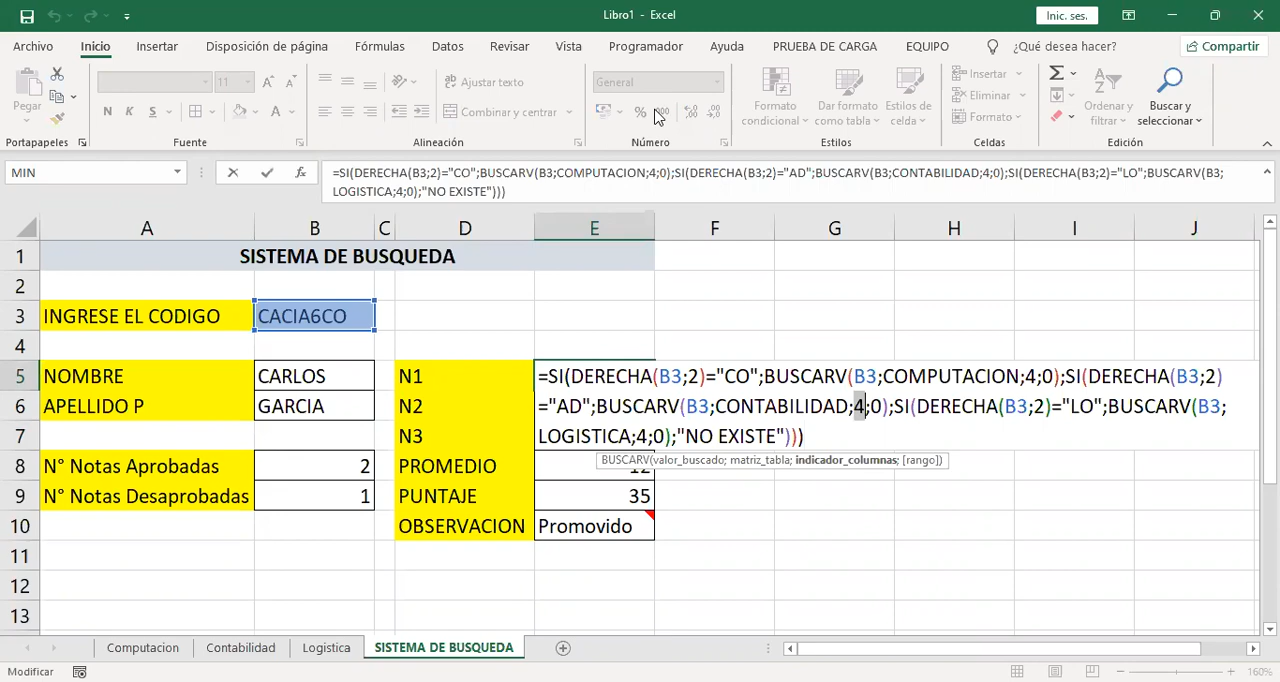 Libro1 - Excel
Inic. ses.
Archivo Inicio Insertar Disposición de página Fórmulas Datos Revisar Vista Programador Ayuda PRUEBA DE CARGA EQUIPO ¿Qué desea hacer? Compartir
Pegar
11
N K S
A
Ajustar texto
Combinar y centrar
General
% 000
Formato condicional
Dar formato como tabla
Estilos de celda
Insertar
Eliminar
Formato
Ordenar y filtrar
Buscar y seleccionar
Portapapeles Fuente Alineación Número Estilos Celdas Edición
MIN
fx
=SI(DERECHA(B3;2)="CO";BUSCARV(B3;COMPUTACION;4;0);SI(DERECHA(B3;2)="AD";BUSCARV(B3;CONTABILIDAD;4;0);SI(DERECHA(B3;2)="LO";BUSCARV(B3;
LOGISTICA;4;0);"NO EXISTE")))
A B C D E F G H I J
1 SISTEMA DE BUSQUEDA
2
3 INGRESE EL CODIGO CACIA6CO
4
5 NOMBRE CARLOS N1 =SI(DERECHA(B3;2)="CO";BUSCARV(B3;COMPUTACION;4;0);SI(DERECHA(B3;2)
6 APELLIDO P GARCIA N2 ="AD";BUSCARV(B3;CONTABILIDAD;4;0);SI(DERECHA(B3;2)="LO";BUSCARV(B3;
7 N3 LOGISTICA;4;0);"NO EXISTE")))
BUSCARV(valor_buscado; matriz_tabla; indicador_columnas; [rango])
8 N° Notas Aprobadas 2 PROMEDIO 12
9 N° Notas Desaprobadas 1 PUNTAJE 35
10 OBSERVACION Promovido
11
12
13
Computacion Contabilidad Logistica SISTEMA DE BUSQUEDA
Modificar
160%